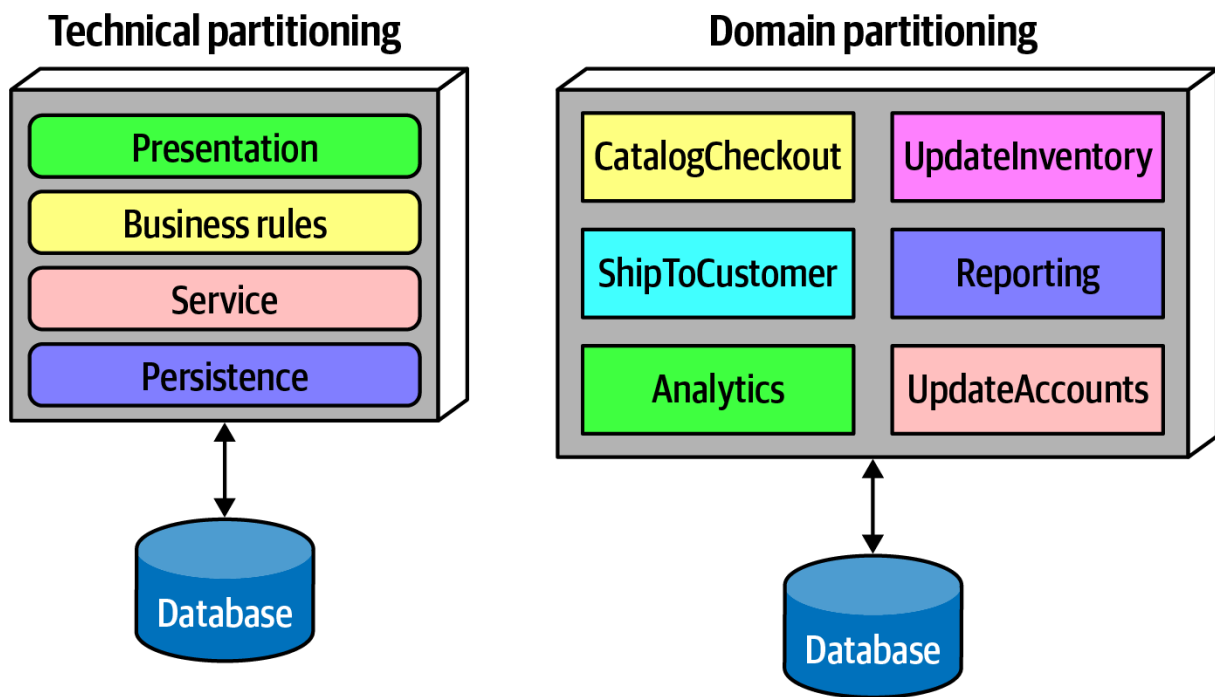 Technical partitioning
Presentation
Business rules
Service
Persistence
Database
Domain partitioning
CatalogCheckout
UpdateInventory
ShipToCustomer
Reporting
Analytics
UpdateAccounts
Database